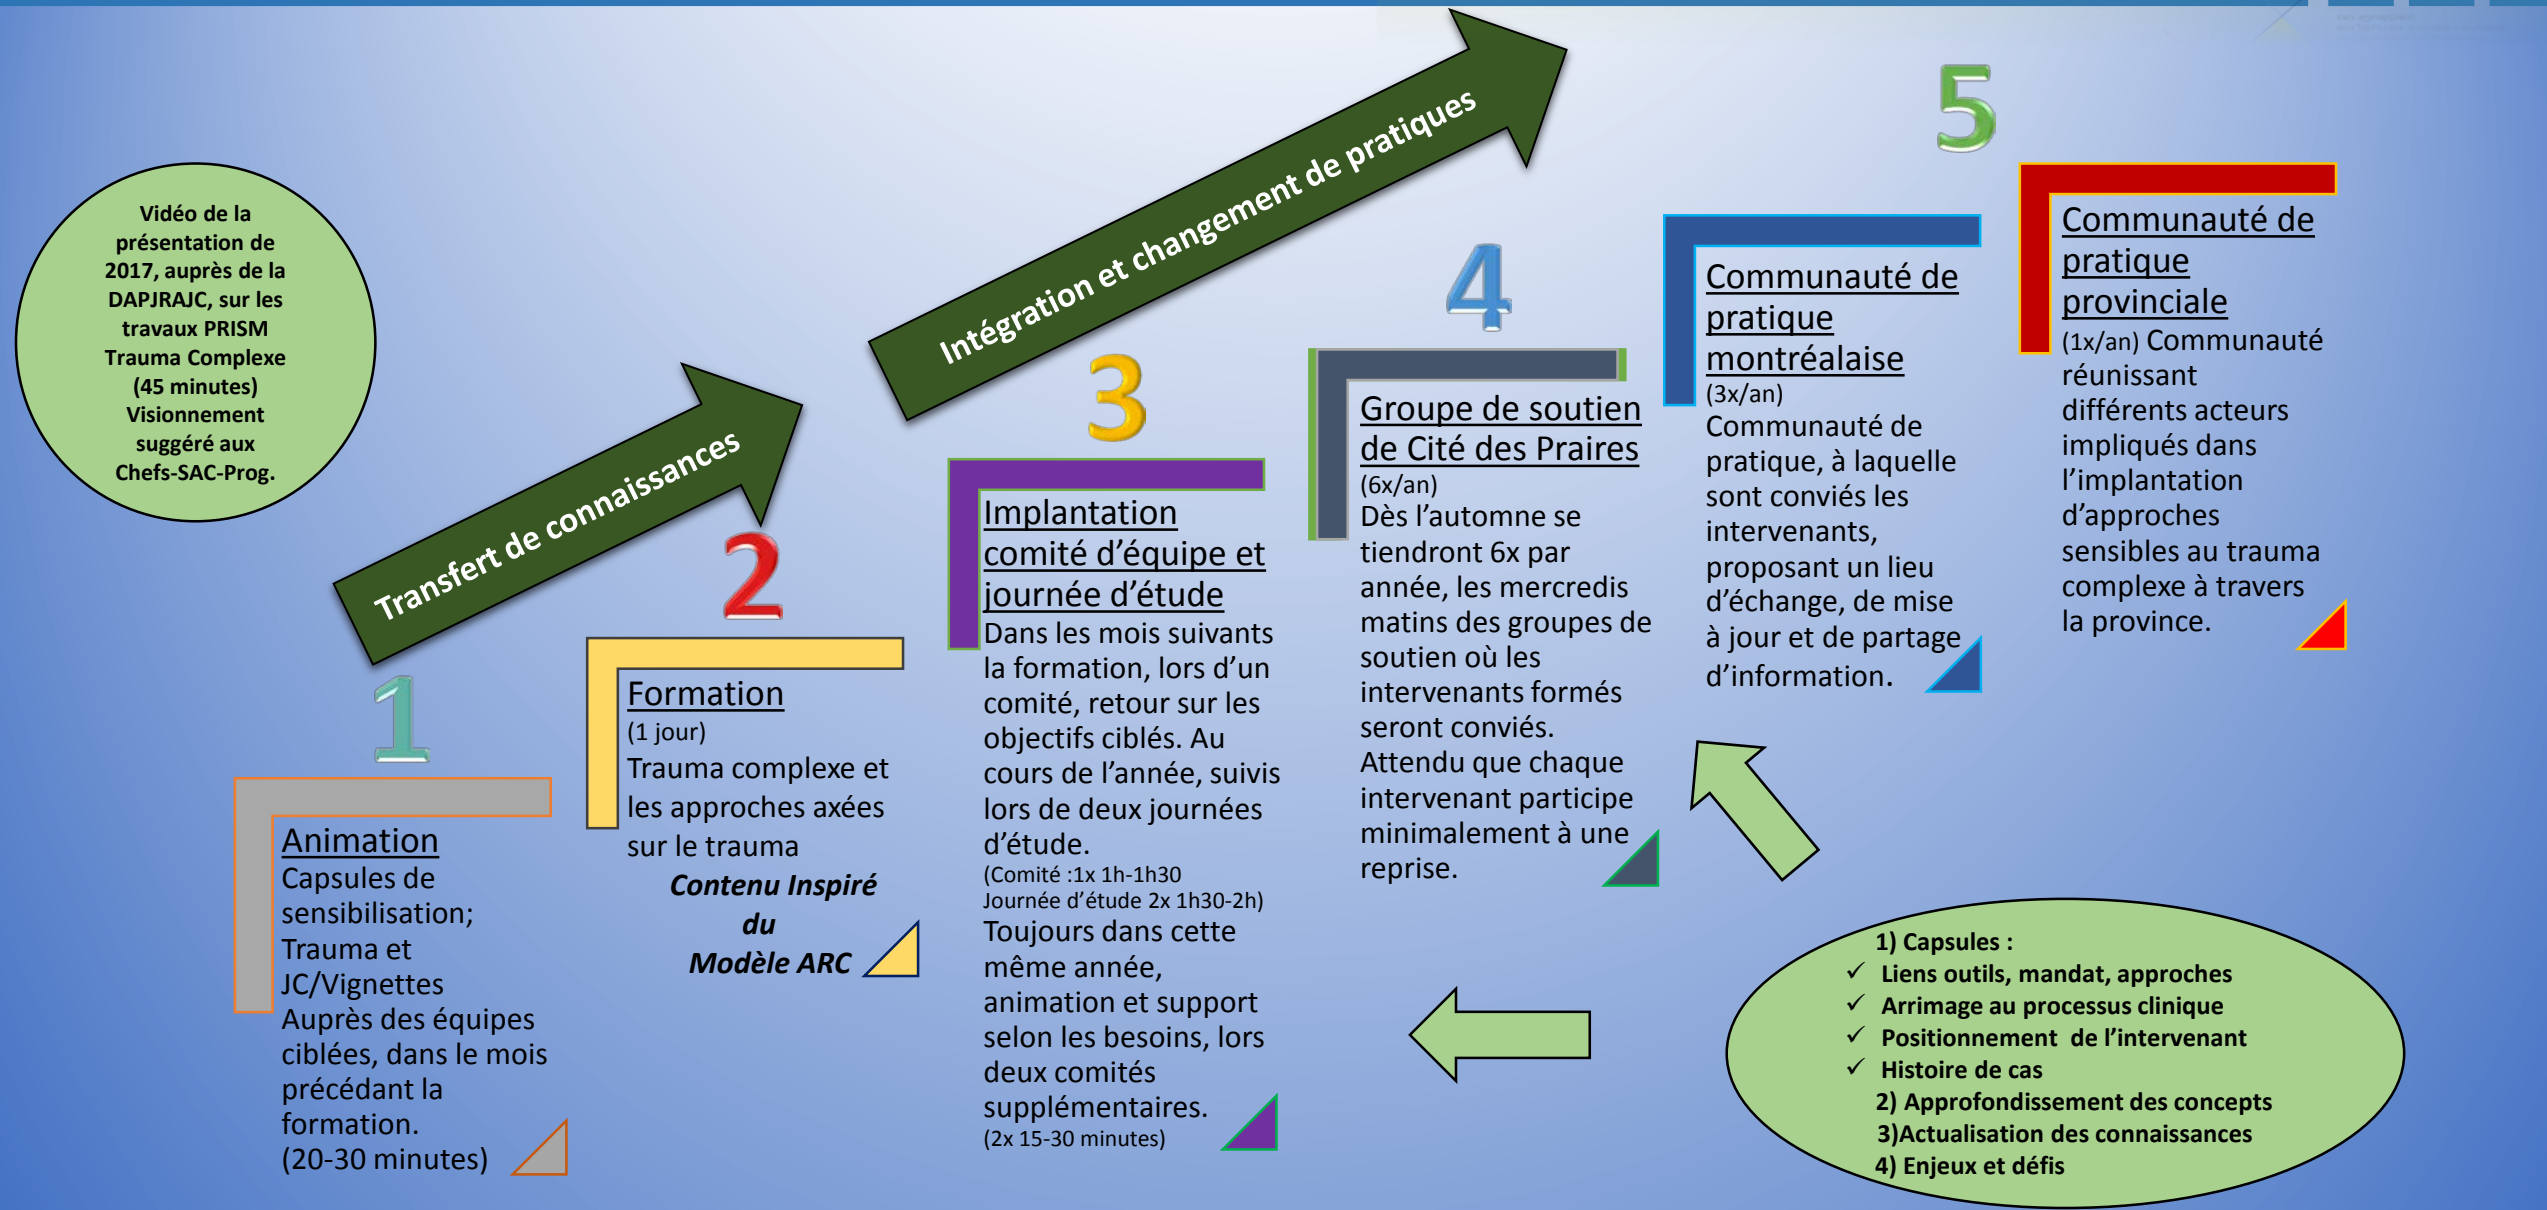 Vidéo de la
présentation de
2017, auprès de la
DAPJRAJC, sur les
travaux PRISM
Trauma Complexe
(45 minutes)
Visionnement
suggéré aux
Chefs-SAC-Prog.
Transfert de connaissances
Intégration et changement de pratiques
1
Animation
Capsules de
sensibilisation;
Trauma et
JC/Vignettes
Auprès des équipes
ciblées, dans le mois
précédant la
formation.
(20-30 minutes)
2
Formation
(1 jour)
Trauma complexe et
les approches axées
sur le trauma
Contenu Inspiré
du
Modèle ARC
3
Implantation
comité d'équipe et
journée d'étude
Dans les mois suivants
la formation, lors d'un
comité, retour sur les
objectifs ciblés. Au
cours de l'année, suivis
lors de deux journées
d'étude.
(Comité :1x 1h-1h30
Journée d'étude 2x 1h30-2h)
Toujours dans cette
même année,
animation et support
selon les besoins, lors
deux comités
supplémentaires.
(2x 15-30 minutes)
4
Groupe de soutien
de Cité des Praires
(6x/an)
Dès l'automne se
tiendront 6x par
année, les mercredis
matins des groupes de
soutien où les
intervenants formés
seront conviés.
Attendu que chaque
intervenant participe
minimalement à une
reprise.
5
Communauté de
pratique
montréalaise
(3x/an)
Communauté de
pratique, à laquelle
sont conviés les
intervenants,
proposant un lieu
d'échange, de mise
à jour et de partage
d'information.
Communauté de
pratique
provinciale
(1x/an) Communauté
réunissant
différents acteurs
impliqués dans
l'implantation
d'approches
sensibles au trauma
complexe à travers
la province.
1) Capsules :
✓ Liens outils, mandat, approches
✓ Arrimage au processus clinique
✓ Positionnement de l'intervenant
✓ Histoire de cas
2) Approfondissement des concepts
3)Actualisation des connaissances
4) Enjeux et défis